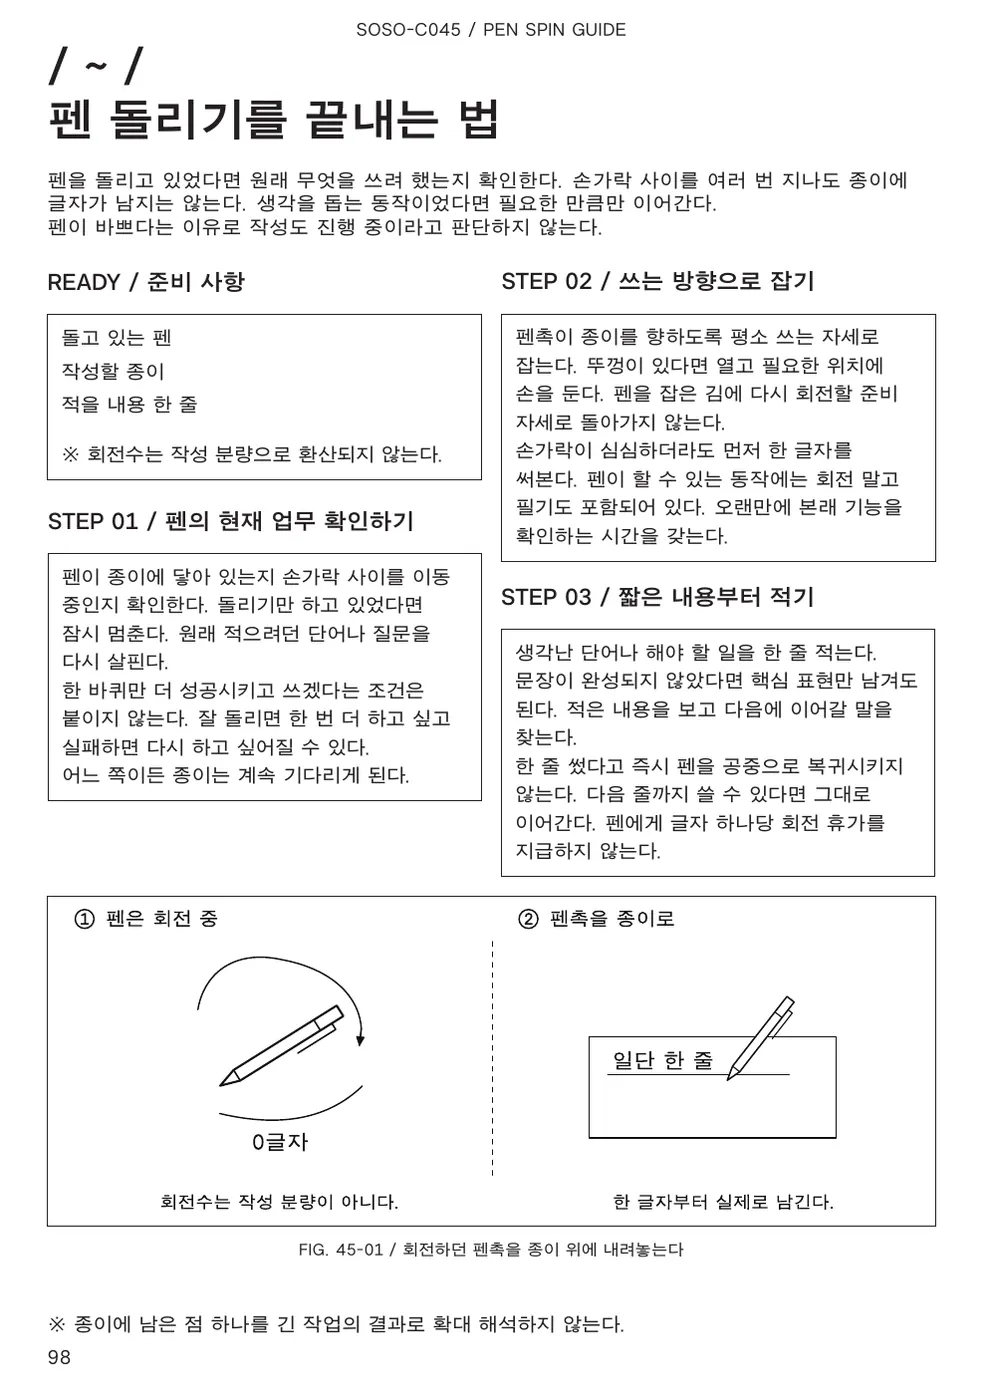 SOSO-C045 / PEN SPIN GUIDE
/ ~ /
펜 돌리기를 끝내는 법
펜을 돌리고 있었다면 원래 무엇을 쓰려 했는지 확인한다. 손가락 사이를 여러 번 지나도 종이에
글자가 남지는 않는다. 생각을 돕는 동작이었다면 필요한 만큼만 이어간다.
펜이 바쁘다는 이유로 작성도 진행 중이라고 판단하지 않는다.
READY / 준비 사항
돌고 있는 펜
작성할 종이
적을 내용 한 줄
※ 회전수는 작성 분량으로 환산되지 않는다.
STEP 01 / 펜의 현재 업무 확인하기
펜이 종이에 닿아 있는지 손가락 사이를 이동
중인지 확인한다. 돌리기만 하고 있었다면
잠시 멈춘다. 원래 적으려던 단어나 질문을
다시 살핀다.
한 바퀴만 더 성공시키고 쓰겠다는 조건은
붙이지 않는다. 잘 돌리면 한 번 더 하고 싶고
실패하면 다시 하고 싶어질 수 있다.
어느 쪽이든 종이는 계속 기다리게 된다.
STEP 02 / 쓰는 방향으로 잡기
펜촉이 종이를 향하도록 평소 쓰는 자세로
잡는다. 뚜껑이 있다면 열고 필요한 위치에
손을 둔다. 펜을 잡은 김에 다시 회전할 준비
자세로 돌아가지 않는다.
손가락이 심심하더라도 먼저 한 글자를
써본다. 펜이 할 수 있는 동작에는 회전 말고
필기도 포함되어 있다. 오랜만에 본래 기능을
확인하는 시간을 갖는다.
STEP 03 / 짧은 내용부터 적기
생각난 단어나 해야 할 일을 한 줄 적는다.
문장이 완성되지 않았다면 핵심 표현만 남겨도
된다. 적은 내용을 보고 다음에 이어갈 말을
찾는다.
한 줄 썼다고 즉시 펜을 공중으로 복귀시키지
않는다. 다음 줄까지 쓸 수 있다면 그대로
이어간다. 펜에게 글자 하나당 회전 휴가를
지급하지 않는다.
① 펜은 회전 중
0글자
회전수는 작성 분량이 아니다.
② 펜촉을 종이로
일단 한 줄
한 글자부터 실제로 남긴다.
FIG. 45-01 / 회전하던 펜촉을 종이 위에 내려놓는다
※ 종이에 남은 점 하나를 긴 작업의 결과로 확대 해석하지 않는다.
98